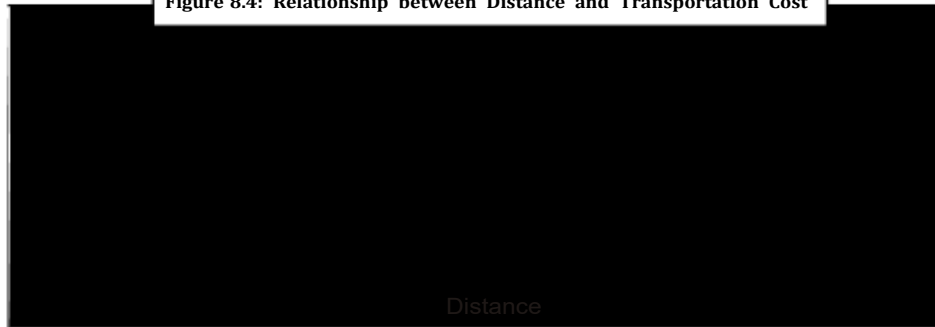 Figure 8.4: Relationship between Distance and Transportation Cost
Distance